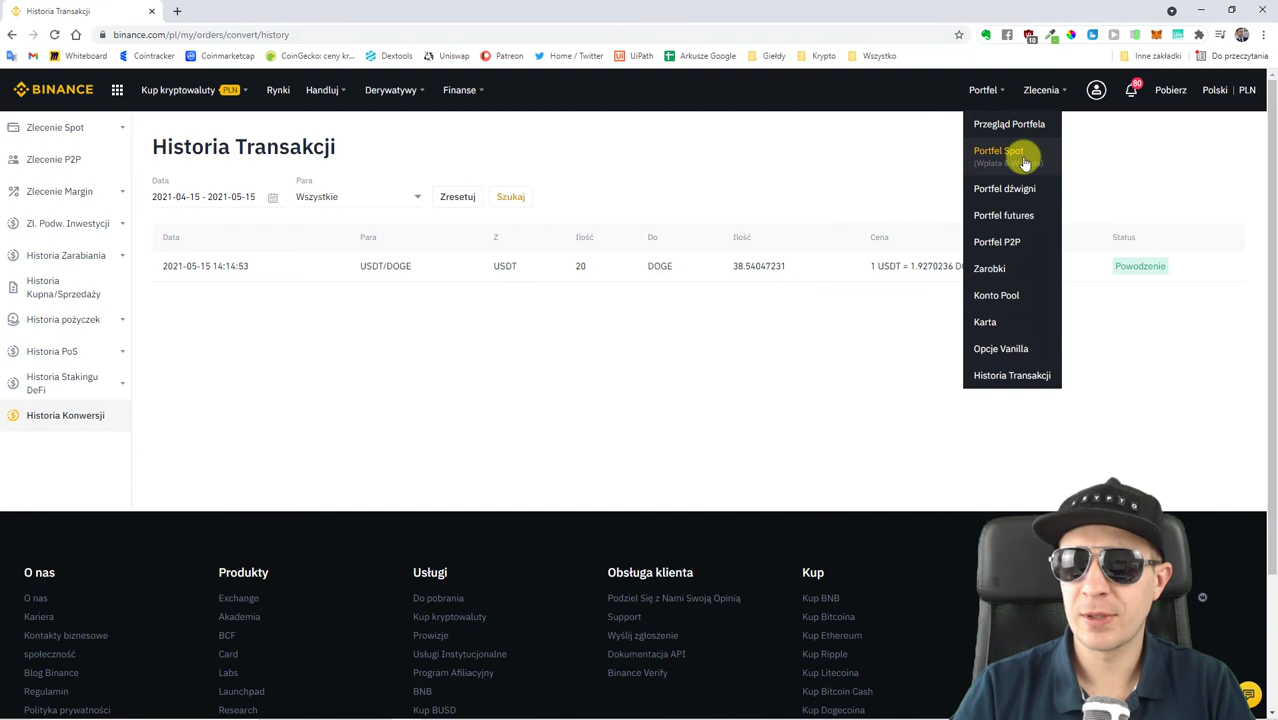 Historia Transakcji
binance.com/pl/my/orders/convert/history
Whiteboard
Cointracker
Coinmarketcap
CoinGecko: ceny kr...
Dextools
Uniswap
Patreon
Home / Twitter
UiPath
Arkusze Google
Giełdy
Krypto
Wszystko
Inne zakładki
Do przeczytania
BINANCE
Kup kryptowaluty PLN
Rynki
Handluj
Derywatywy
Finanse
Portfel
Zlecenia
80
Pobierz
Polski
PLN
Zlecenie Spot
Zlecenie P2P
Zlecenie Margin
Zl. Podw. Inwestycji
Historia Zarabiania
Historia
Kupna/Sprzedaży
Historia pożyczek
Historia PoS
Historia Stakingu
DeFi
Historia Konwersji
Historia Transakcji
Data
Para
2021-04-15 - 2021-05-15
Wszystkie
Zresetuj
Szukaj
Data
Para
Z
Ilość
Do
Ilość
Cena
Status
2021-05-15 14:14:53
USDT/DOGE
USDT
20
DOGE
38.54047231
1 USDT = 1.9270236 D
Powodzenie
Przegląd Portfela
Portfel Spot
Portfel dźwigni
Portfel futures
Portfel P2P
Zarobki
Konto Pool
Karta
Opcje Vanilla
Historia Transakcji
O nas
O nas
Kariera
Kontakty biznesowe
społeczność
Blog Binance
Regulamin
Polityka prywatności
Produkty
Exchange
Akademia
BCF
Card
Labs
Launchpad
Research
Usługi
Do pobrania
Kup kryptowaluty
Prowizje
Usługi Instytucjonalne
Program Afiliacyjny
BNB
Kup BUSD
Obsługa klienta
Podziel Się z Nami Swoją Opinią
Support
Wyślij zgłoszenie
Dokumentacja API
Binance Verify
Kup
Kup BNB
Kup Bitcoina
Kup Ethereum
Kup Ripple
Kup Litecoina
Kup Bitcoin Cash
Kup Dogecoina